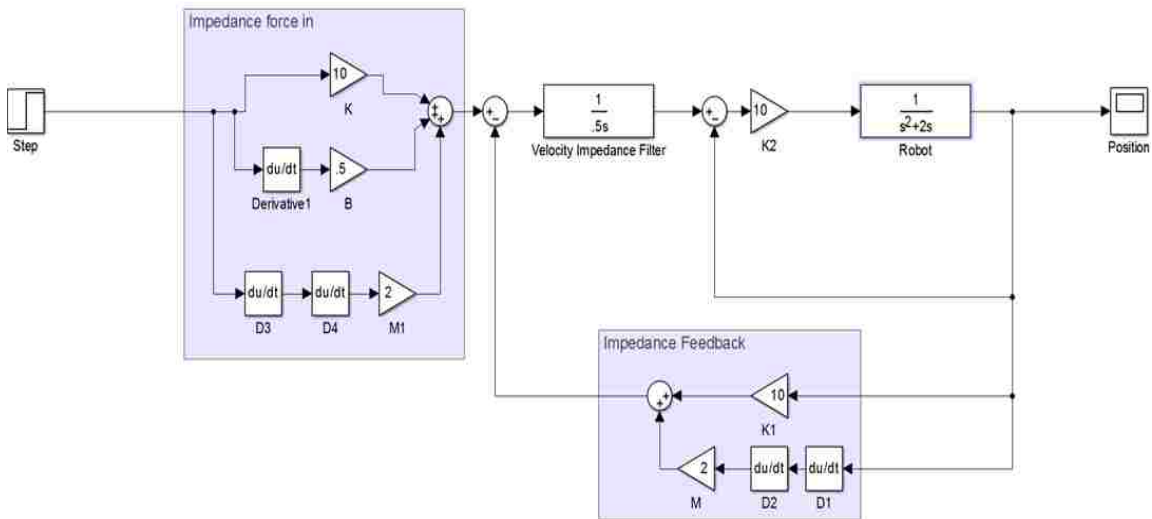 Impedance force in
10
K
Step
du/dt
Derivative1
.5
B
du/dt
D3
du/dt
D4
2
M1
+
+
+
+
−
1
.5s
Velocity Impedance Filter
+
−
10
K2
1
s²+2s
Robot
Position
Impedance Feedback
+
+
10
K1
2
M
du/dt
D2
du/dt
D1